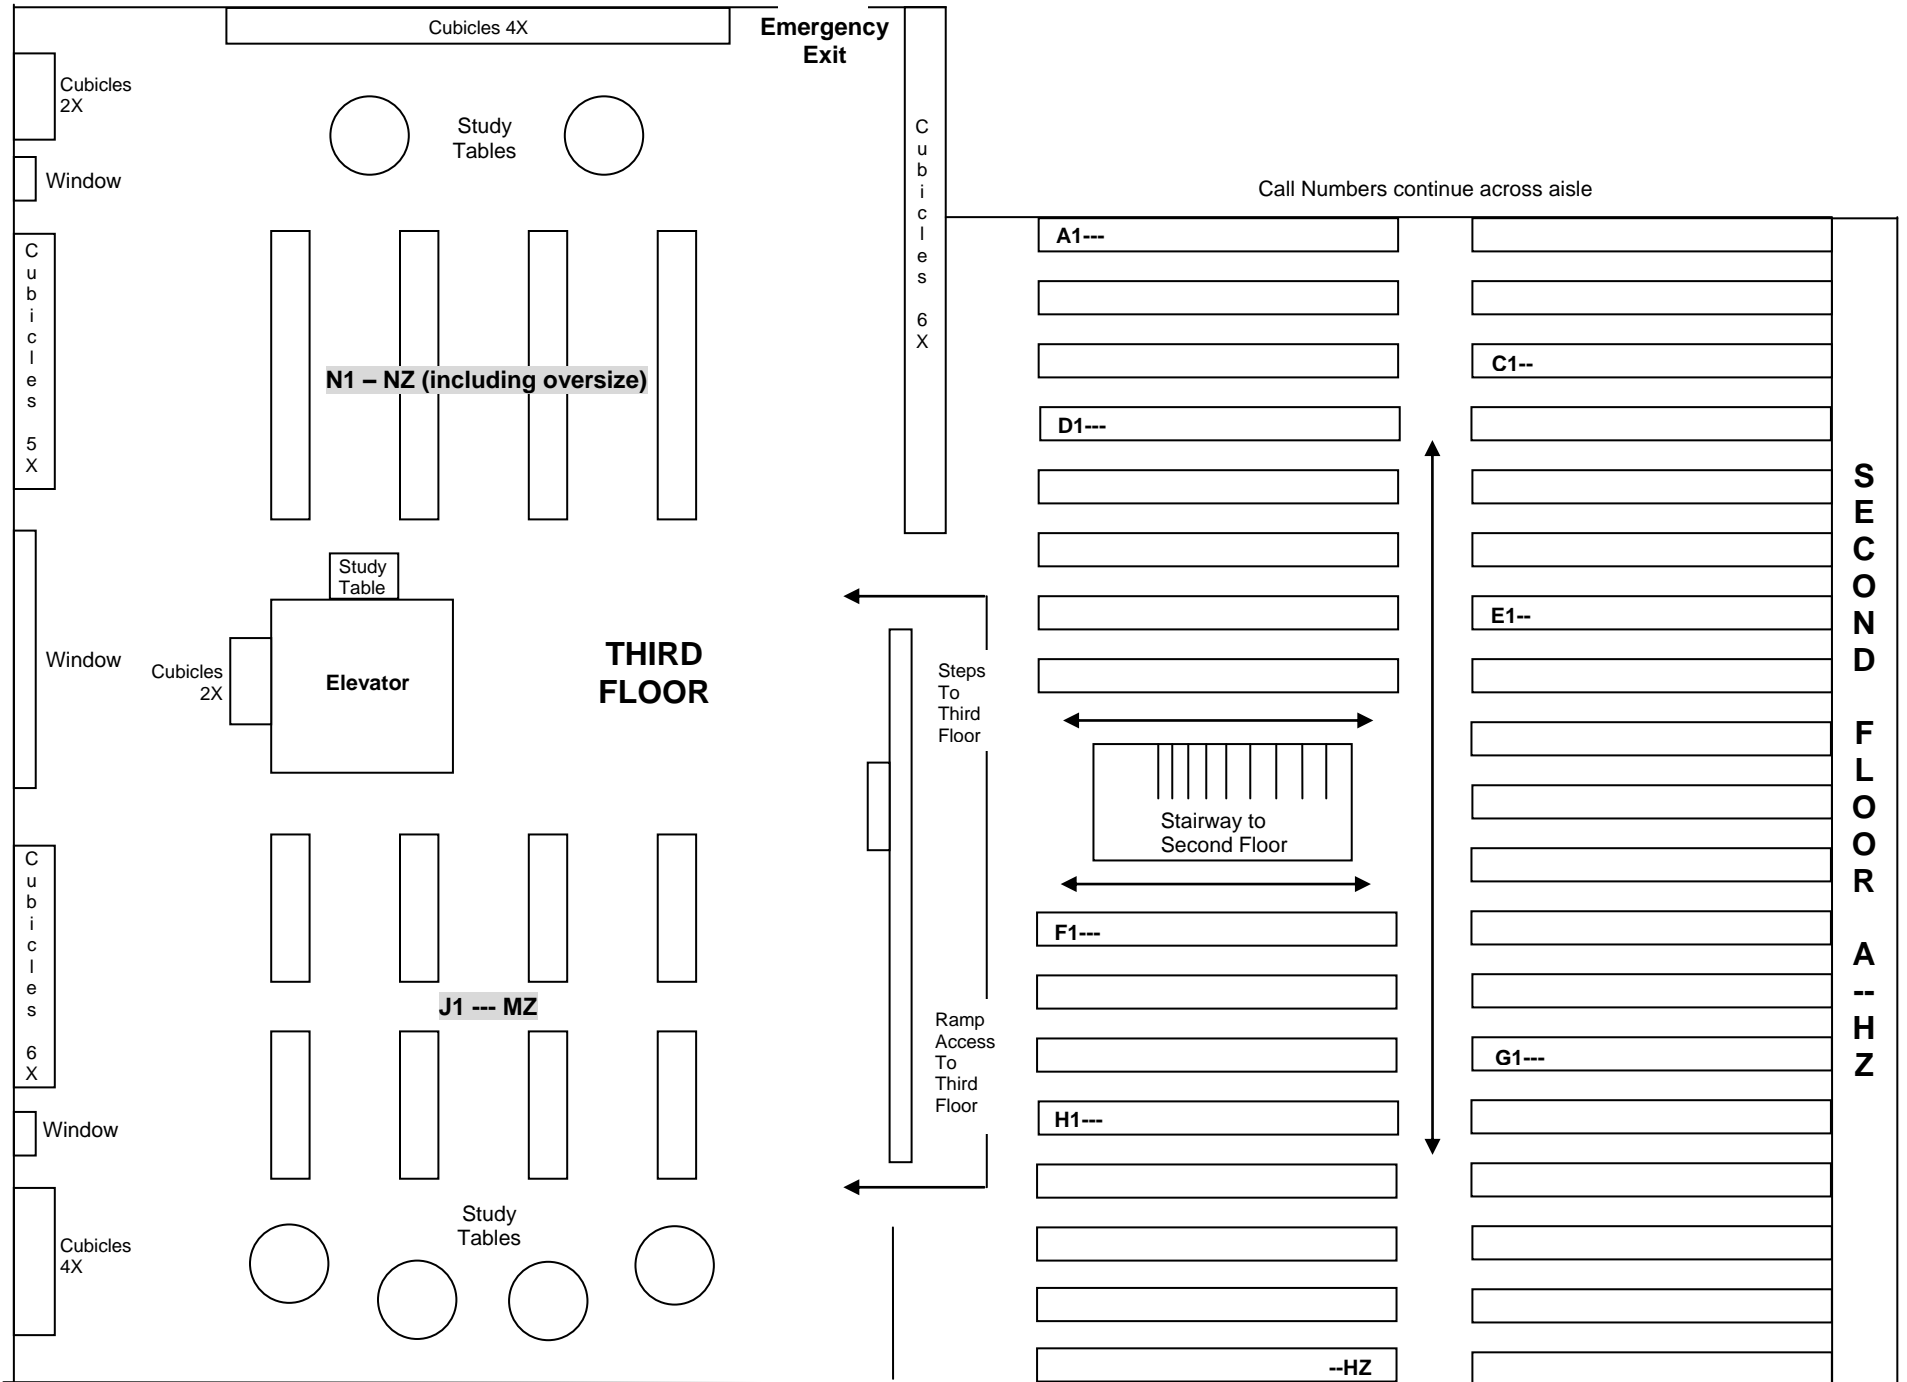 Cubicles 4X
Emergency
Exit
Cubicles
2X
Study
Tables
Window
Cubicles 5X
N1 – NZ (including oversize)
Cubicles 6X
Study
Table
Elevator
Window
Cubicles
2X
THIRD
FLOOR
Steps
To
Third
Floor
Cubicles 6X
J1 --- MZ
Ramp
Access
To
Third
Floor
Window
Cubicles
4X
Study
Tables
Call Numbers continue across aisle
A1---
C1--
D1---
E1--
Stairway to
Second Floor
F1---
G1---
H1---
--HZ
SECOND FLOOR A--HZ